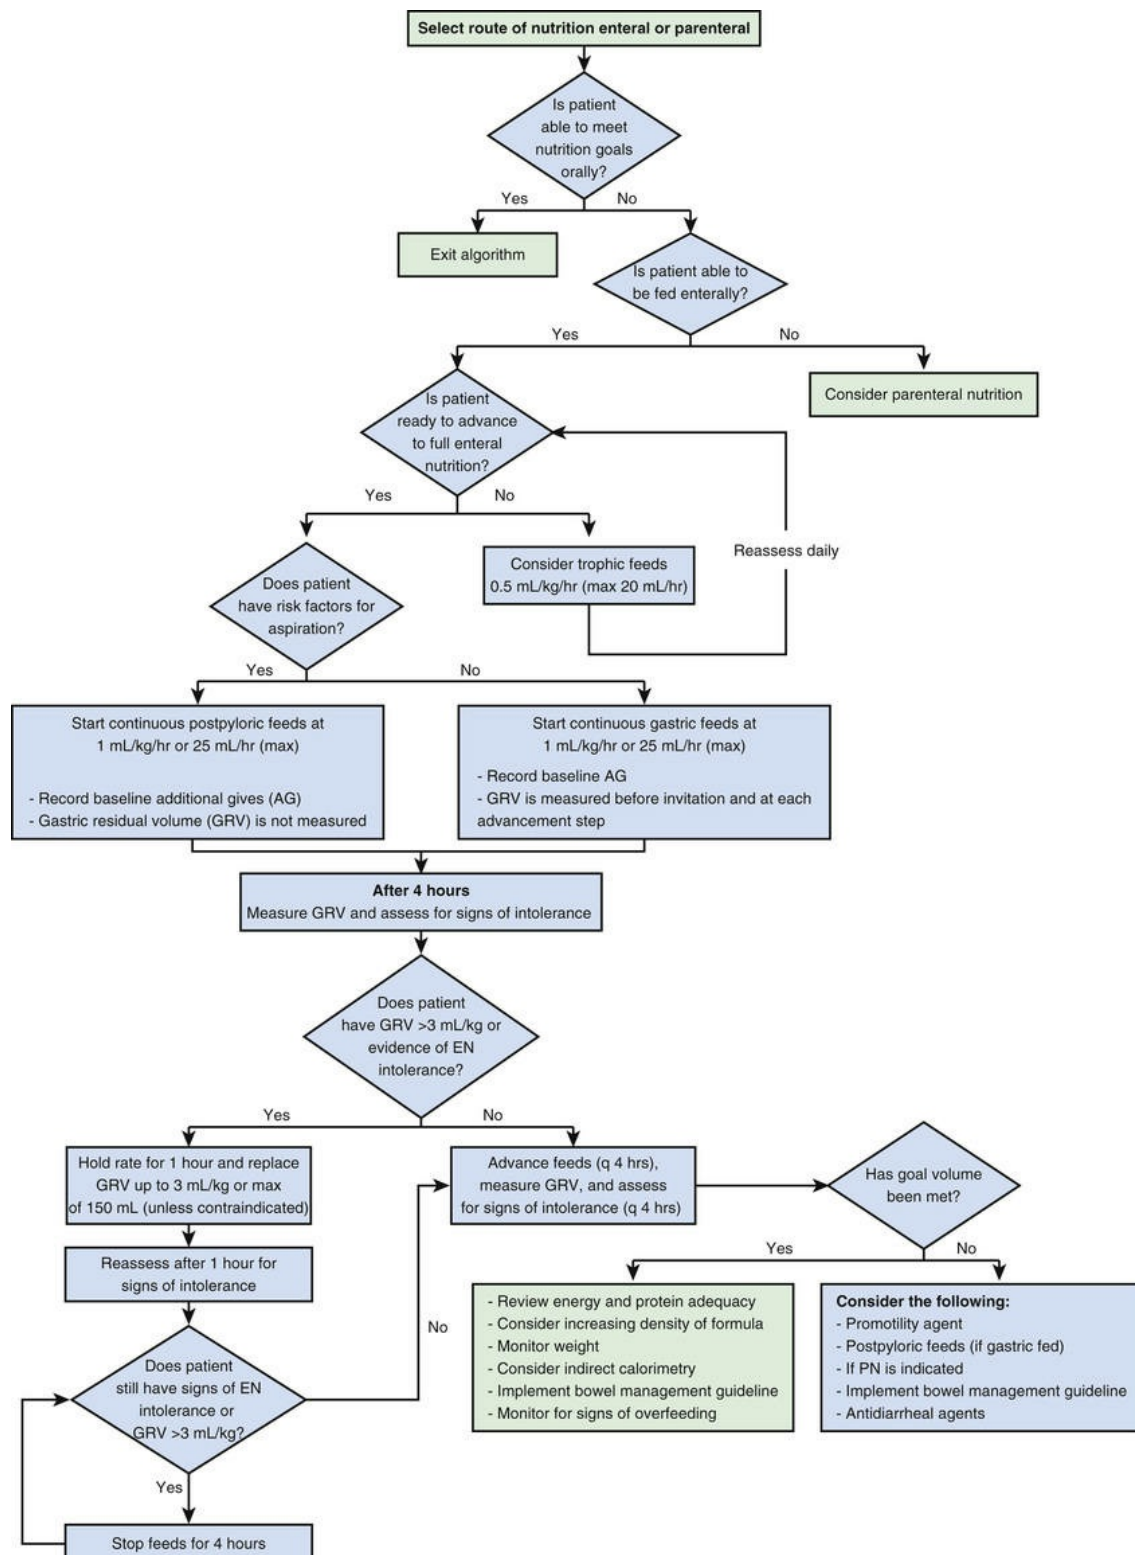 Select route of nutrition enteral or parenteral
Is patient
able to meet
nutrition goals
orally?
Yes
No
Exit algorithm
Is patient able to
be fed enterally?
Yes
No
Consider parenteral nutrition
Is patient
ready to advance
to full enteral
nutrition?
Yes
No
Reassess daily
Consider trophic feeds
0.5 mL/kg/hr (max 20 mL/hr)
Does patient
have risk factors for
aspiration?
Yes
No
Start continuous postpyloric feeds at
1 mL/kg/hr or 25 mL/hr (max)
- Record baseline additional gives (AG)
- Gastric residual volume (GRV) is not measured
Start continuous gastric feeds at
1 mL/kg/hr or 25 mL/hr (max)
- Record baseline AG
- GRV is measured before invitation and at each
advancement step
After 4 hours
Measure GRV and assess for signs of intolerance
Does patient
have GRV >3 mL/kg or
evidence of EN
intolerance?
Yes
No
Hold rate for 1 hour and replace
GRV up to 3 mL/kg or max
of 150 mL (unless contraindicated)
Advance feeds (q 4 hrs),
measure GRV, and assess
for signs of intolerance (q 4 hrs)
Has goal volume
been met?
Reassess after 1 hour for
signs of intolerance
Yes
No
- Review energy and protein adequacy
- Consider increasing density of formula
- Monitor weight
- Consider indirect calorimetry
- Implement bowel management guideline
- Monitor for signs of overfeeding
Consider the following:
- Promotility agent
- Postpyloric feeds (if gastric fed)
- If PN is indicated
- Implement bowel management guideline
- Antidiarrheal agents
No
Does patient
still have signs of EN
intolerance or
GRV >3 mL/kg?
Yes
Stop feeds for 4 hours